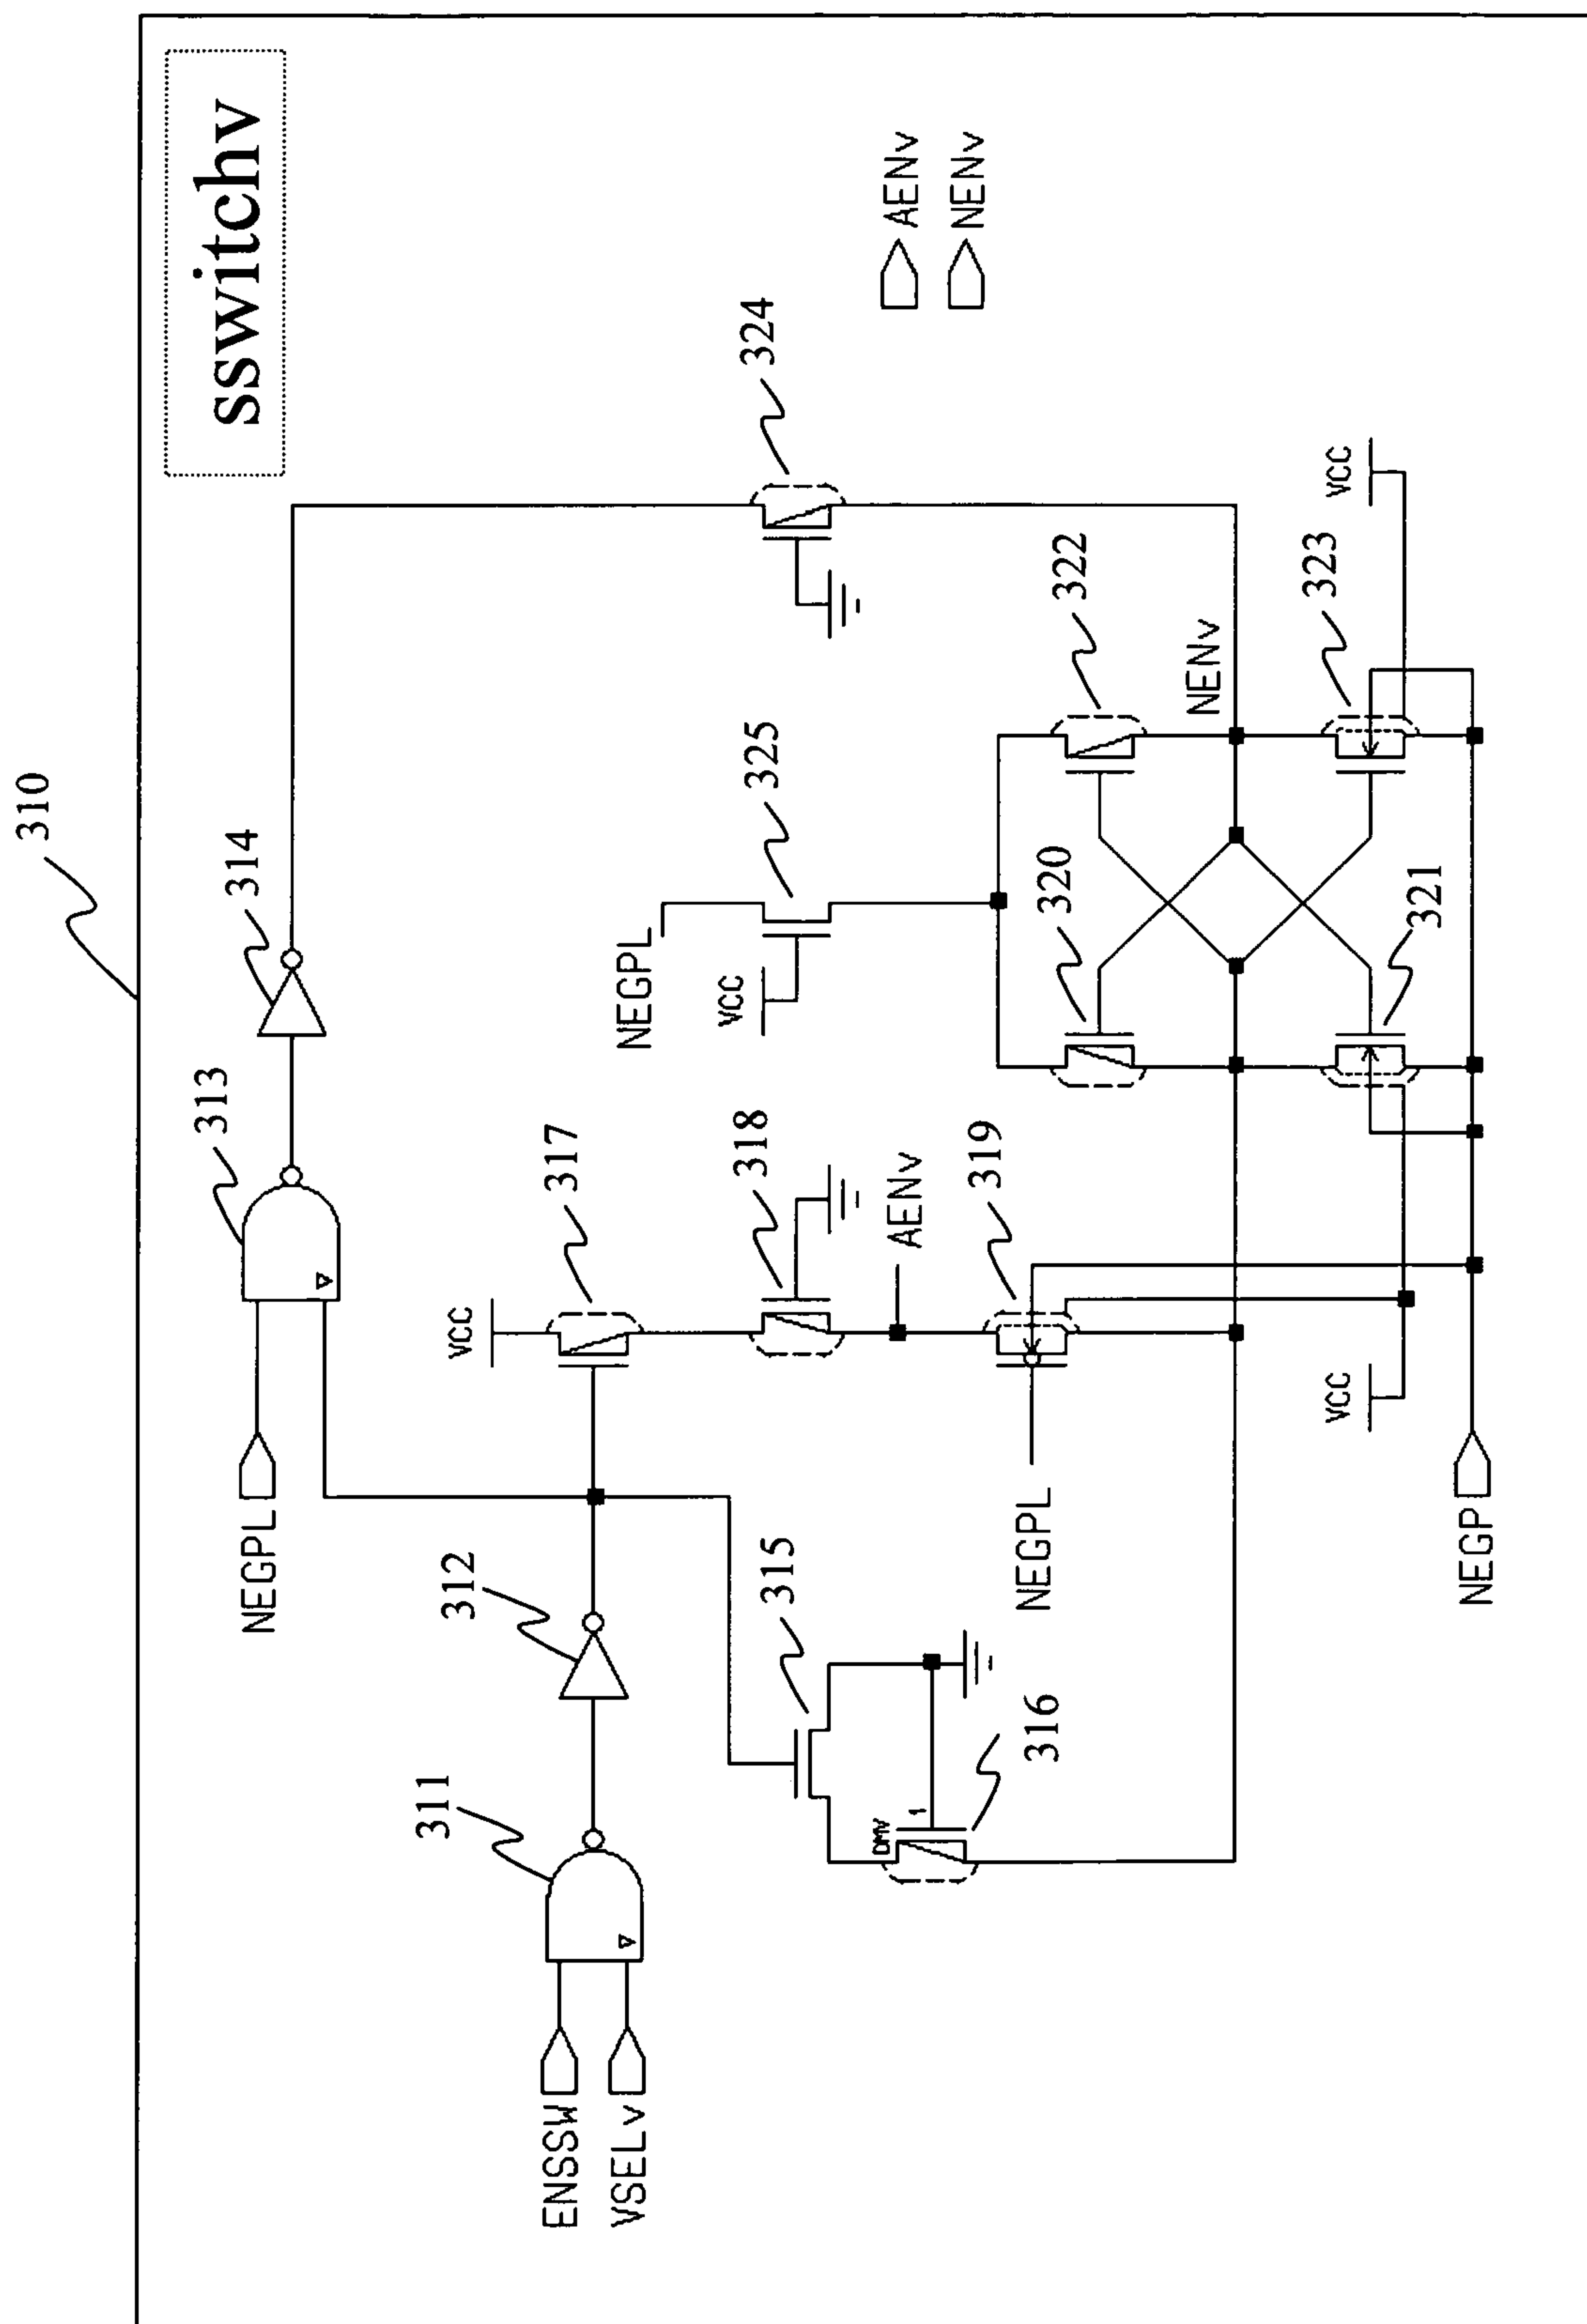 310
sswitchv
NEGPL
313
314
ENSSW
VSELv
311
312
VCC
317
NEGPL
VCC
325
324
315
318
DMV
1
316
AENv
AENv
NENv
NEGPL
319
320
322
NENv
VCC
321
323
VCC
NEGP